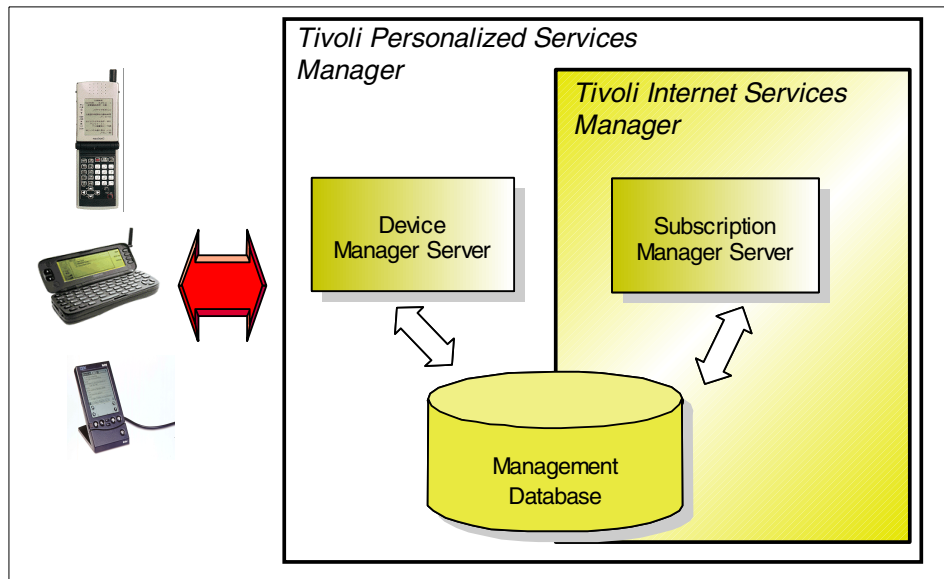 Tivoli Personalized Services
Manager
Tivoli Internet Services
Manager
Device
Manager Server
Subscription
Manager Server
Management
Database